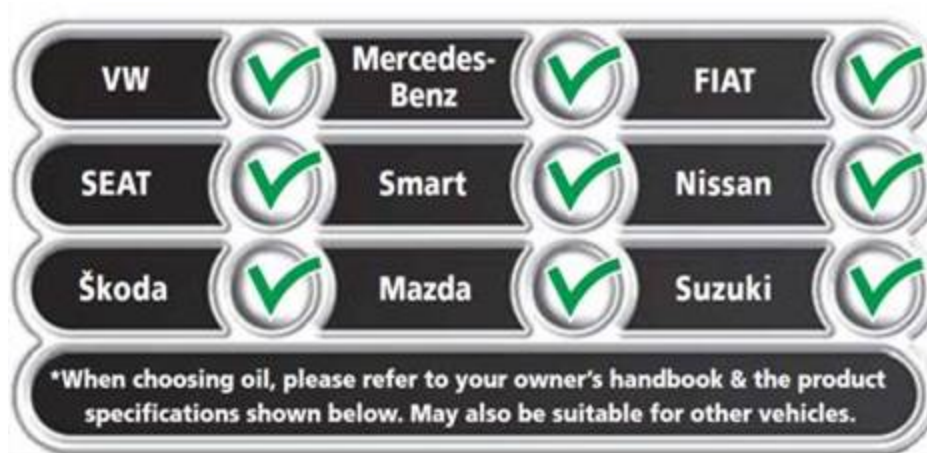 VW
Mercedes-
Benz
FIAT
SEAT
Smart
Nissan
Škoda
Mazda
Suzuki
*When choosing oil, please refer to your owner's handbook & the product
specifications shown below. May also be suitable for other vehicles.